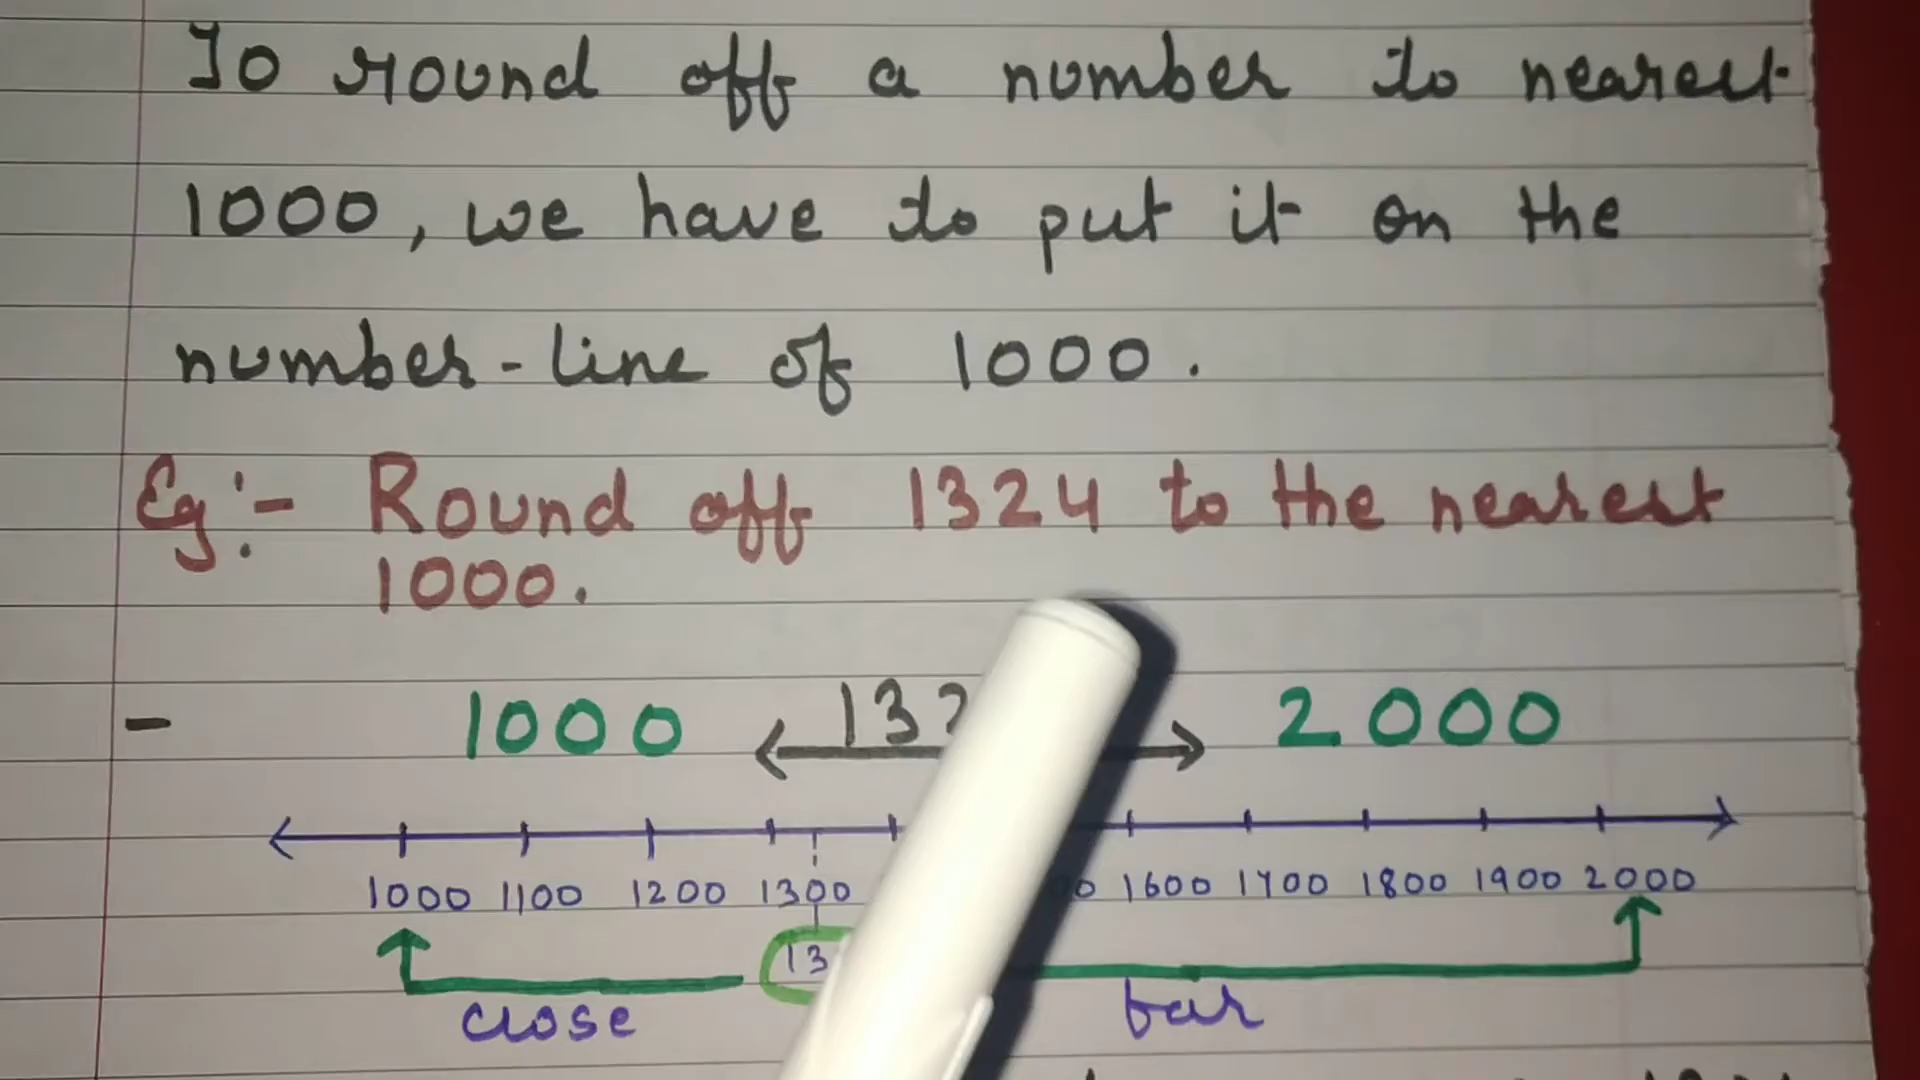 To round off a number to nearest
1000, we have to put it on the
number-line of 1000.
Eg:- Round off 1324 to the nearest
1000.
- 1000 132 2000
1000 1100 1200 1300 1600 1700 1800 1900 2000
13
close far